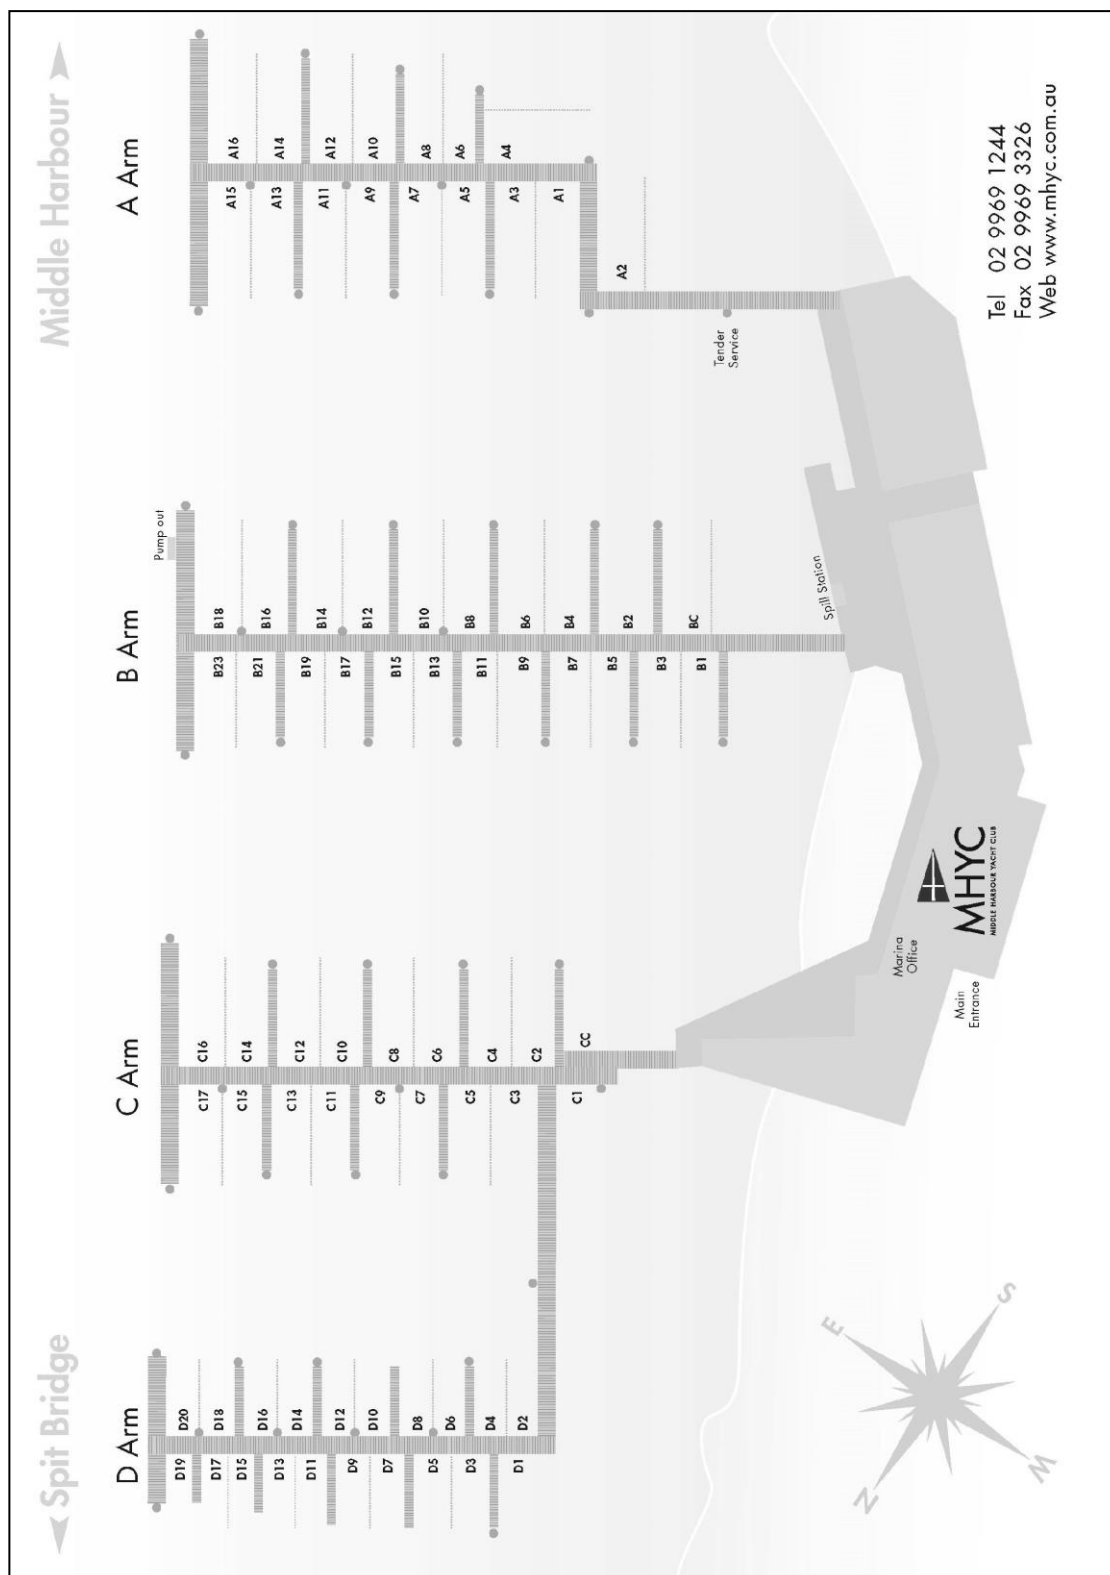 Spit Bridge
Middle Harbour
D Arm
C Arm
B Arm
A Arm
Pump out
D19
D17
D15
D13
D11
D9
D7
D5
D3
D1
D20
D18
D16
D14
D12
D10
D8
D6
D4
D2
C17
C15
C13
C11
C9
C7
C5
C3
C1
C16
C14
C12
C10
C8
C6
C4
C2
CC
B23
B21
B19
B17
B15
B13
B11
B9
B7
B5
B3
B1
B18
B16
B14
B12
B10
B8
B6
B4
B2
BC
A15
A13
A11
A9
A7
A5
A3
A1
A16
A14
A12
A10
A8
A6
A4
A2
Tender
Service
Spill Station
Marina
Office
Main
Entrance
MHYC
MIDDLE HARBOUR YACHT CLUB
N
E
S
W
Tel 02 9969 1244
Fax 02 9969 3326
Web www.mhyc.com.au